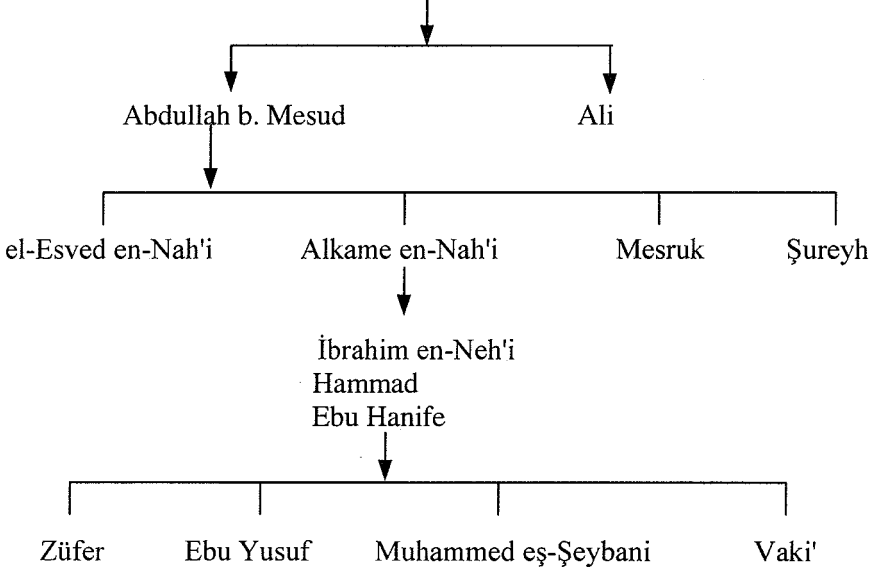 Abdullah b. Mesud Ali
el-Esved en-Nah'i Alkame en-Nah'i Mesruk Şureyh
İbrahim en-Neh'i
Hammad
Ebu Hanife
Züfer Ebu Yusuf Muhammed eş-Şeybani Vaki'